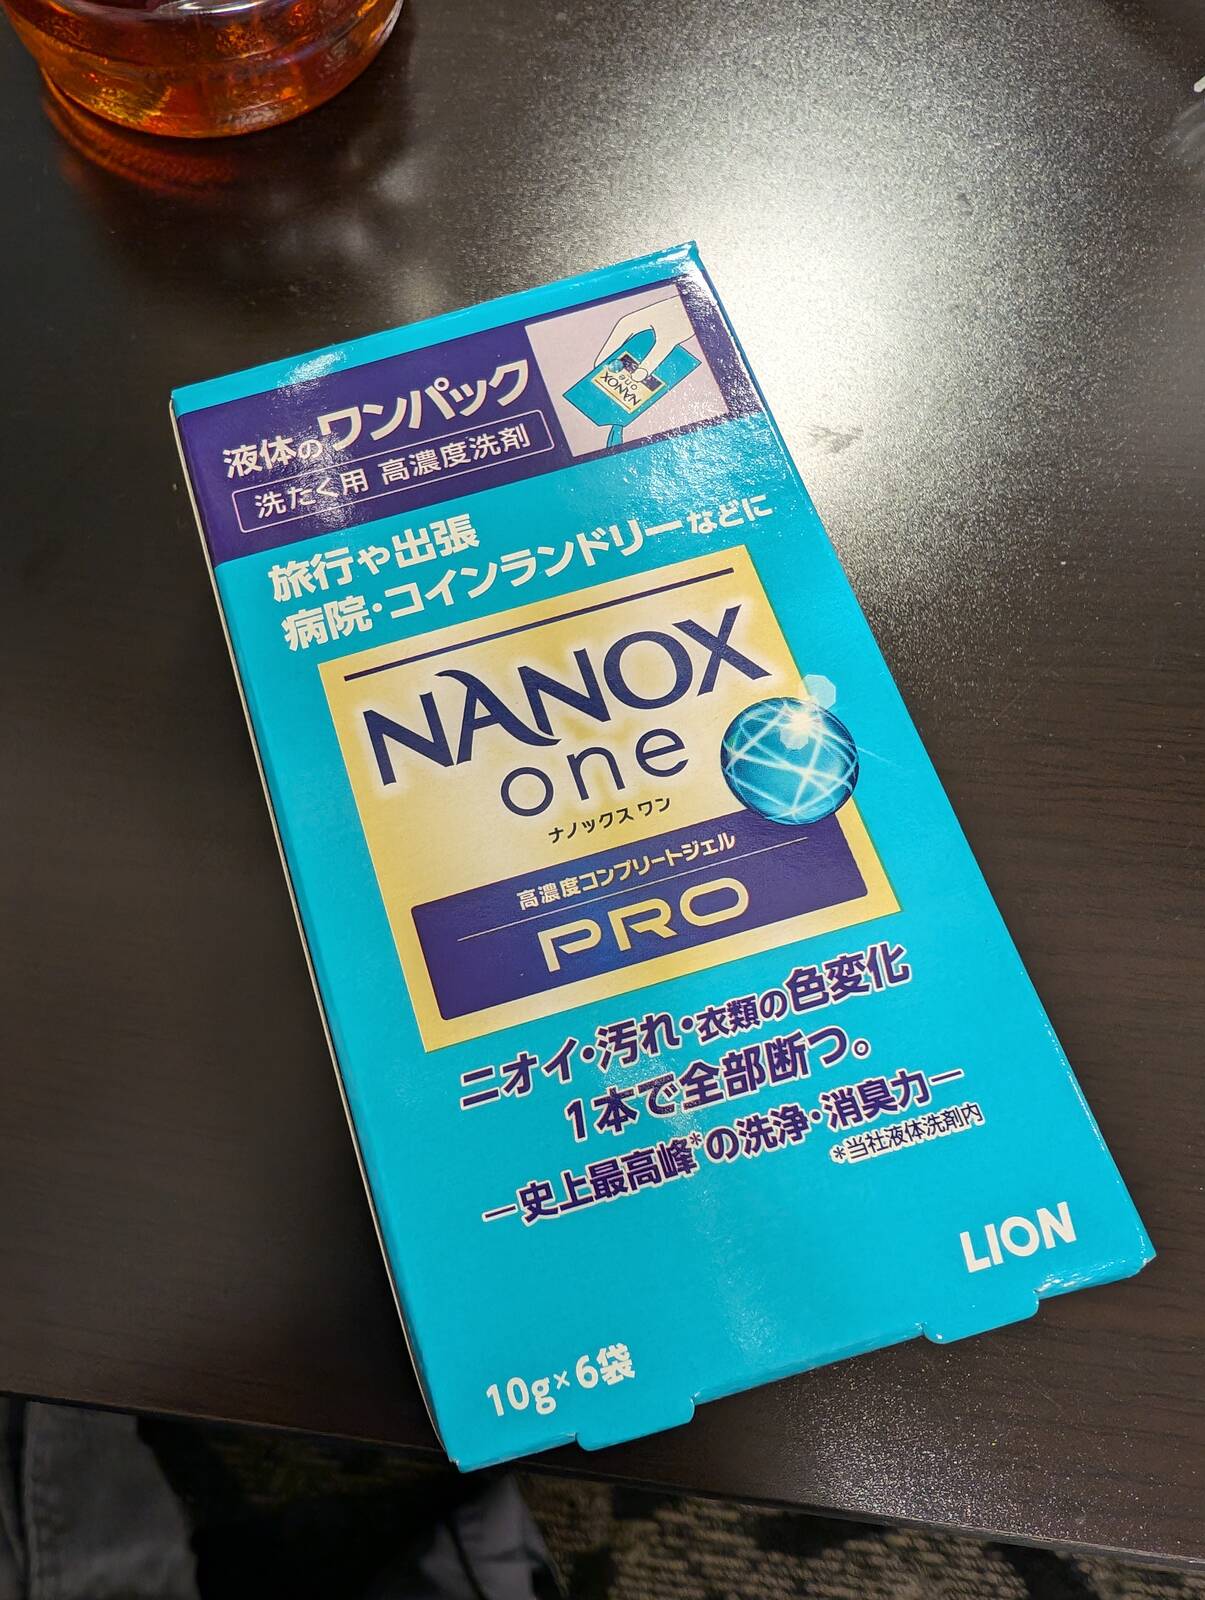 液体のワンパック
洗たく用 高濃度洗剤
NANOX
one
旅行や出張
病院・コインランドリーなどに
NANOX
one
ナノックス ワン
高濃度コンプリートジェル
PRO
ニオイ・汚れ・衣類の色変化
1本で全部断つ。
―史上最高峰*の洗浄・消臭力―
*当社液体洗剤内
LION
10g×6袋